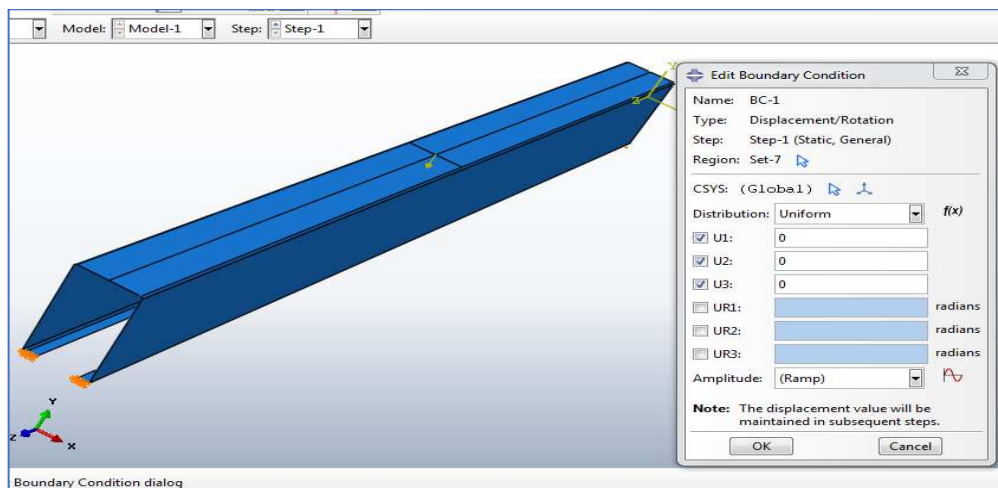 Model: Model-1 Step: Step-1
Edit Boundary Condition
Name: BC-1
Type: Displacement/Rotation
Step: Step-1 (Static, General)
Region: Set-7
CSYS: (Global)
Distribution: Uniform f(x)
U1: 0
U2: 0
U3: 0
UR1: radians
UR2: radians
UR3: radians
Amplitude: (Ramp)
Note: The displacement value will be
maintained in subsequent steps.
OK Cancel
Y
Z
Y
Z
X
Boundary Condition dialog